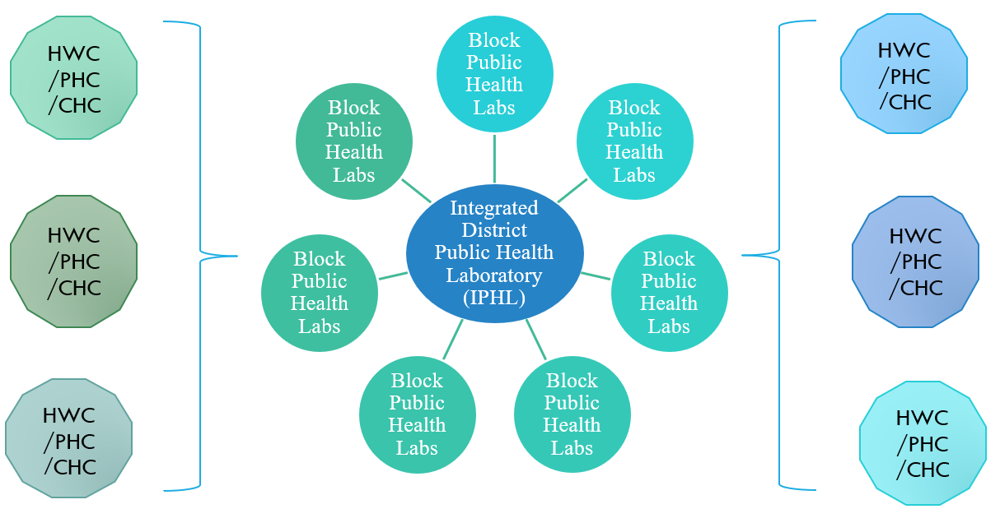 HWC
/PHC
/CHC
HWC
/PHC
/CHC
HWC
/PHC
/CHC
Block
Public
Health
Labs
Block
Public
Health
Labs
Block
Public
Health
Labs
Integrated
District
Public Health
Laboratory
(IPHL)
Block
Public
Health
Labs
Block
Public
Health
Labs
Block
Public
Health
Labs
Block
Public
Health
Labs
HWC
/PHC
/CHC
HWC
/PHC
/CHC
HWC
/PHC
/CHC